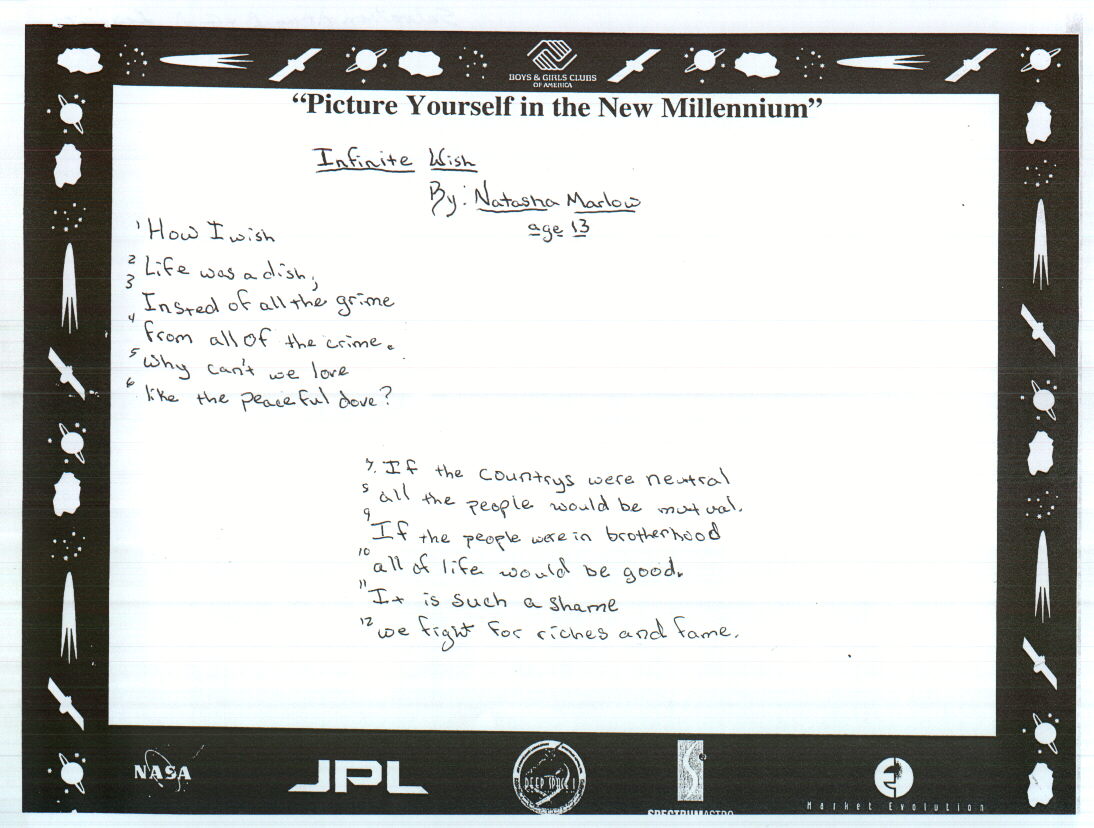 BOYS & GIRLS CLUBS
OF AMERICA
“Picture Yourself in the New Millennium”
Infinite Wish
By: Natasha Marlow
age 13
1 How I wish
2 Life was a dish,
3 Insted of all the grime
4 from all of the crime.
5 Why can't we love
6 like the peaceful dove?
7. If the countrys were neutral
8 all the people would be mutual.
9 If the people were in brotherhood
10 all of life would be good.
11 It is such a shame
12 we fight for riches and fame.
NASA
JPL
DEEP SPACE 1
SPECTRUMASTRO
Market Evolution